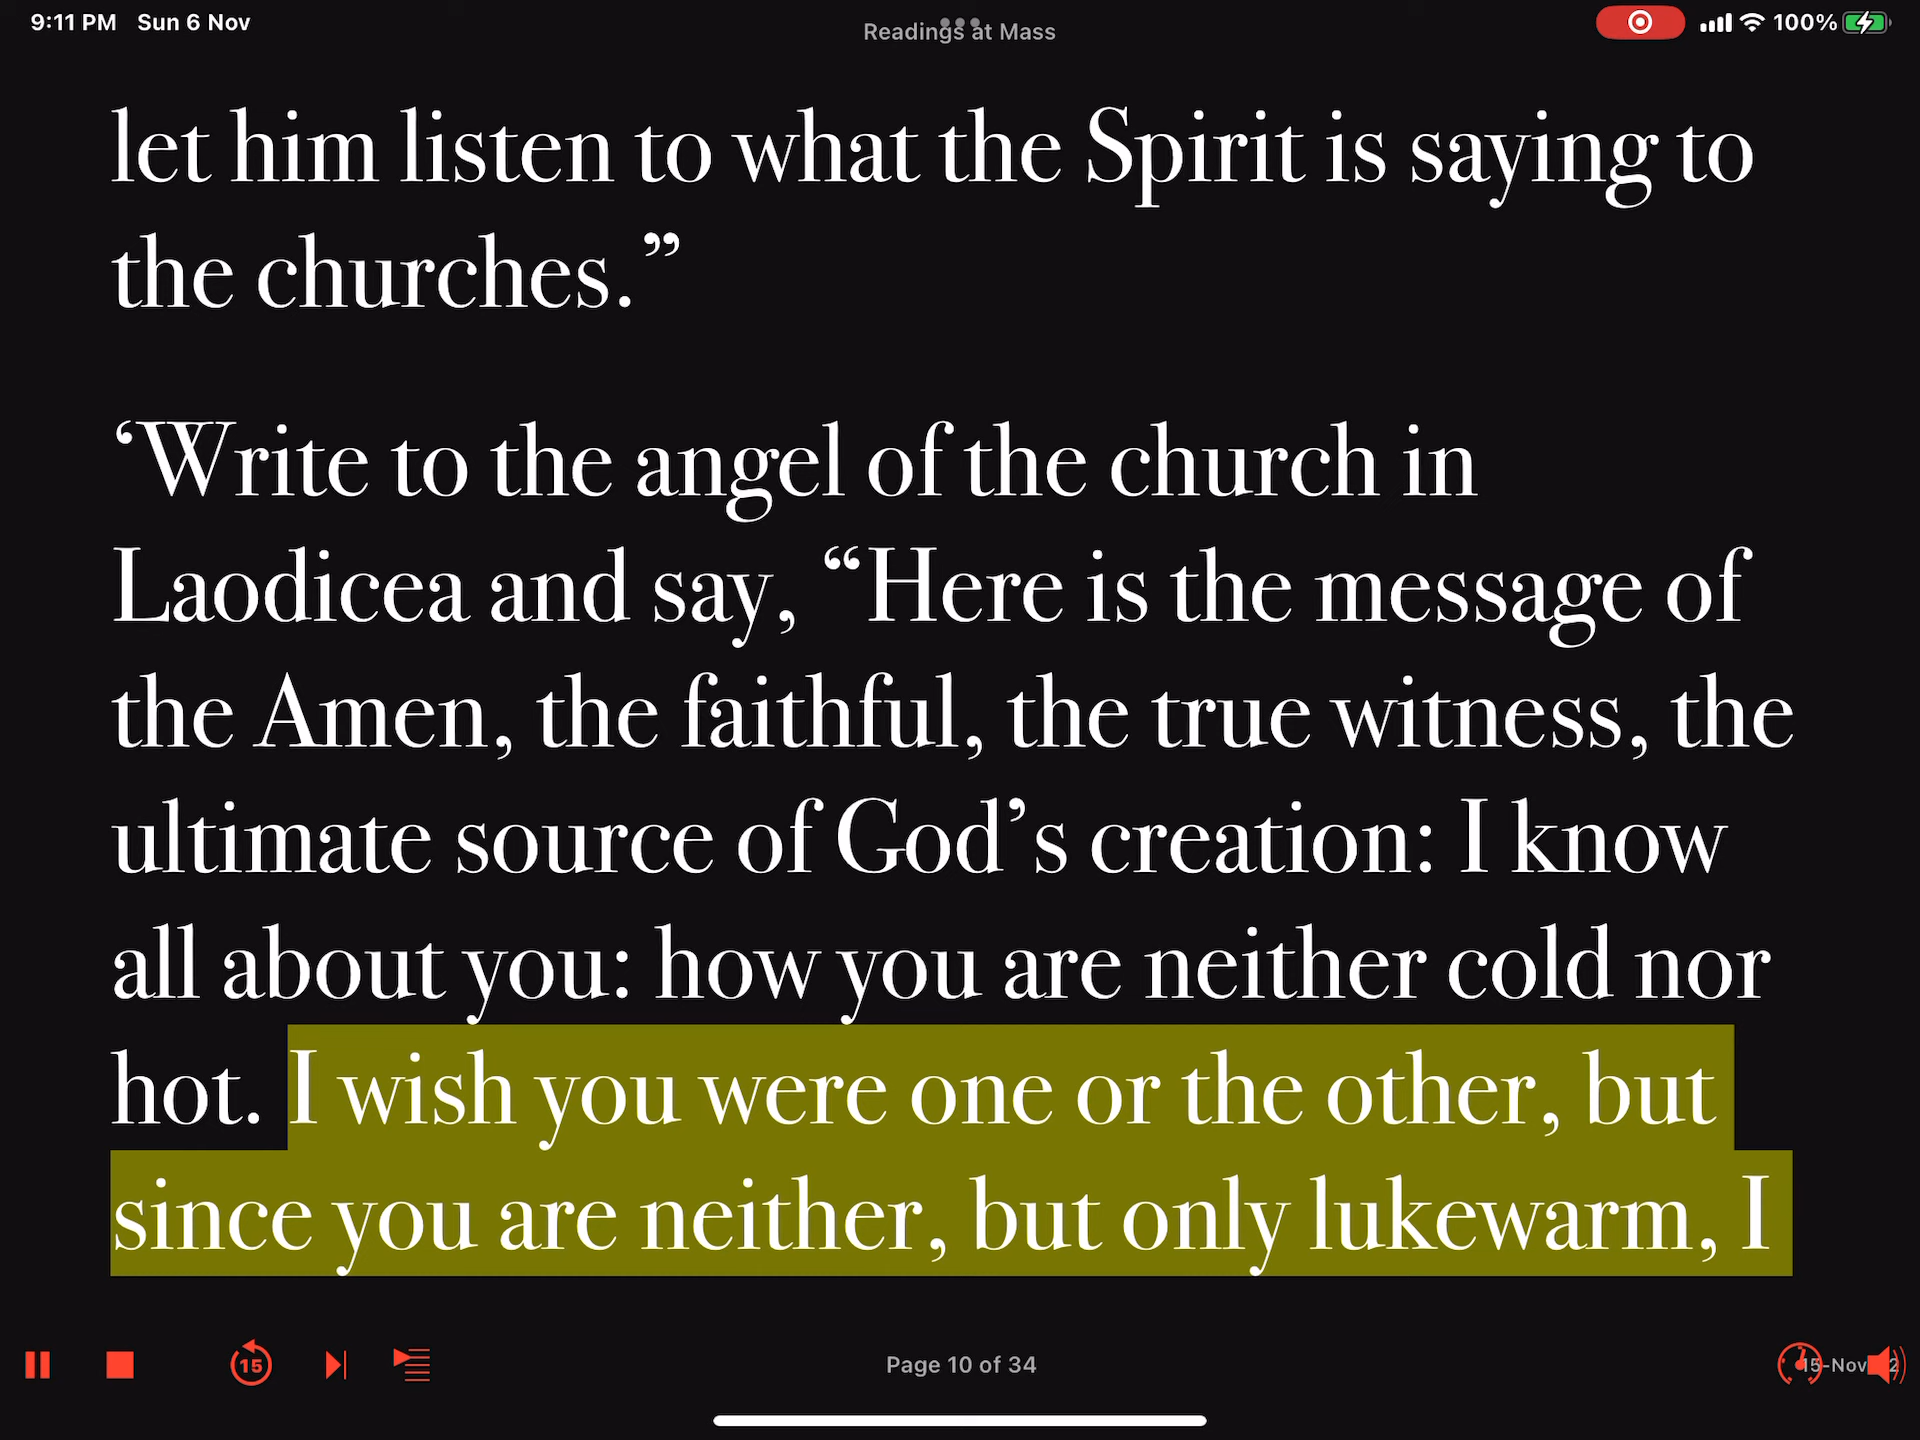 9:11 PM Sun 6 Nov
Readings at Mass
100%
let him listen to what the Spirit is saying to
the churches.”
‘Write to the angel of the church in
Laodicea and say, “Here is the message of
the Amen, the faithful, the true witness, the
ultimate source of God’s creation: I know
all about you: how you are neither cold nor
hot. I wish you were one or the other, but
since you are neither, but only lukewarm, I
15
Page 10 of 34
15-Nov